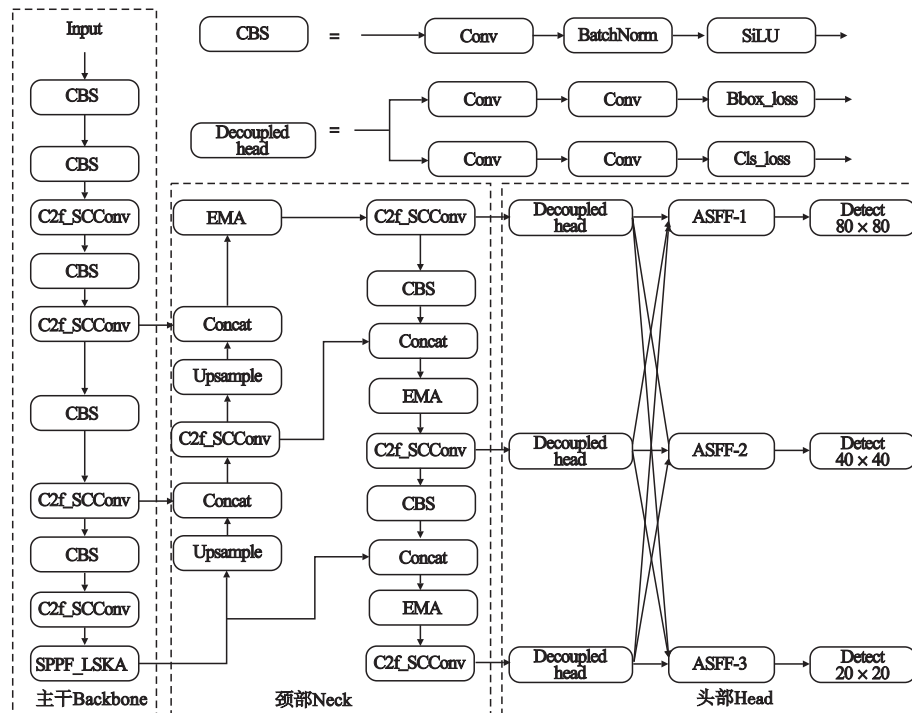 Input
CBS
CBS
C2f_SCConv
CBS
C2f_SCConv
CBS
C2f_SCConv
CBS
C2f_SCConv
SPPF_LSKA
主干Backbone
CBS
=
Conv
BatchNorm
SiLU
Decoupled
head
=
Conv
Conv
Bbox_loss
Conv
Conv
Cls_loss
EMA
Concat
Upsample
C2f_SCConv
Concat
Upsample
C2f_SCConv
CBS
Concat
EMA
C2f_SCConv
CBS
Concat
EMA
C2f_SCConv
颈部Neck
Decoupled
head
ASFF-1
Detect
80 × 80
Decoupled
head
ASFF-2
Detect
40 × 40
Decoupled
head
ASFF-3
Detect
20 × 20
头部Head